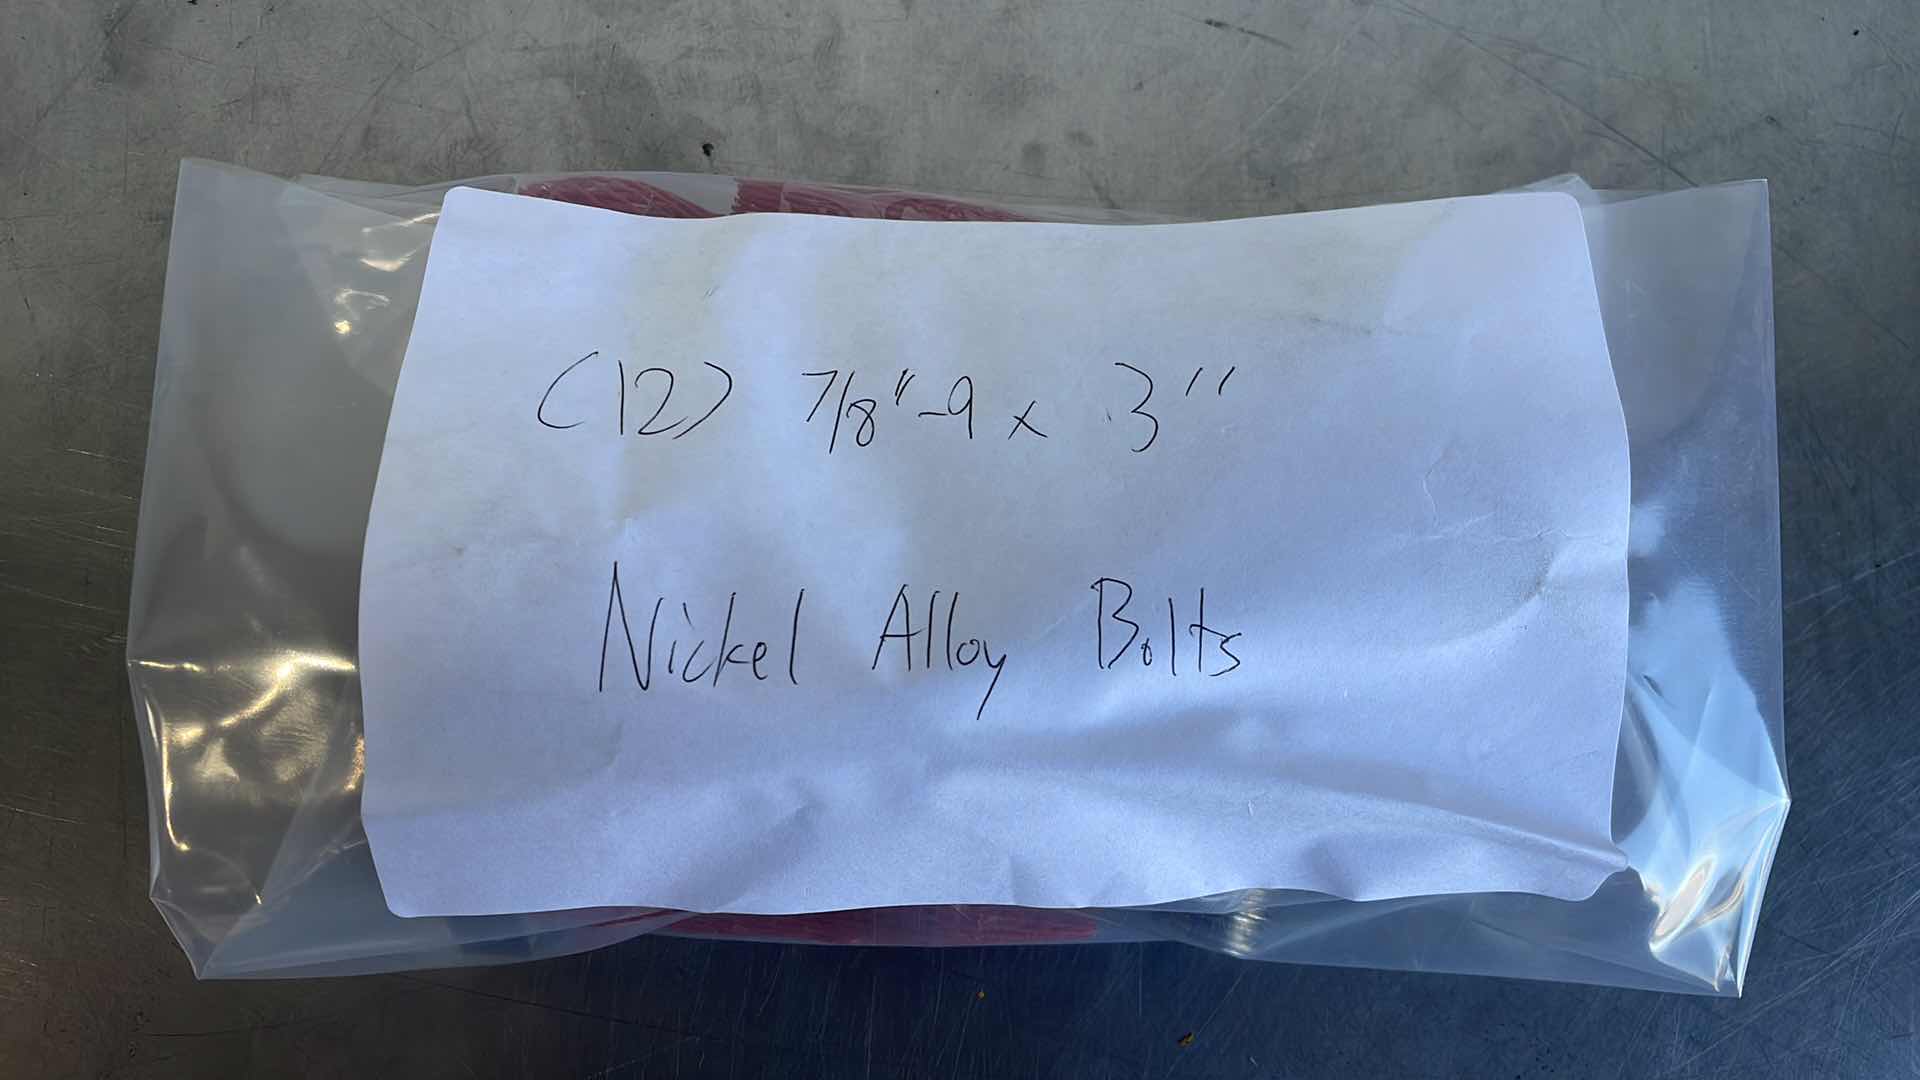 (12) 7/8"-9 x 3"
Nickel Alloy Bolts